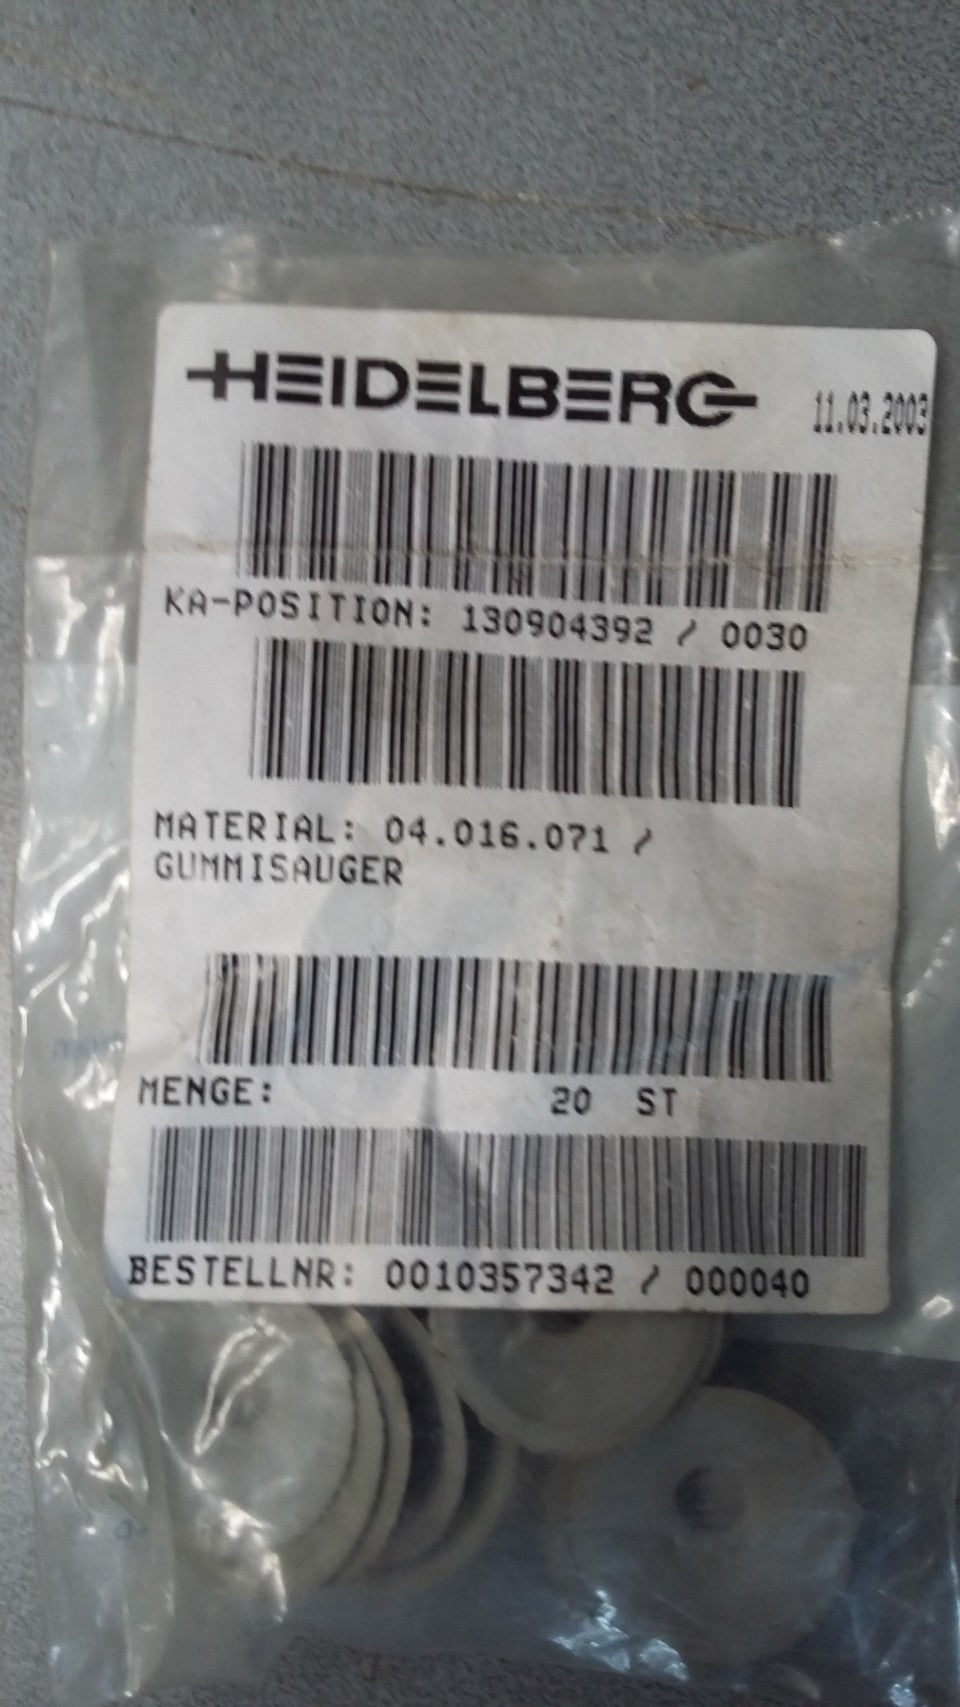 HEIDELBERG 11.03.2003
KA-POSITION: 130904392 / 0030
MATERIAL: 04.016.071 /
GUMMISAUGER
MENGE: 20 ST
BESTELLNR: 0010357342 / 000040